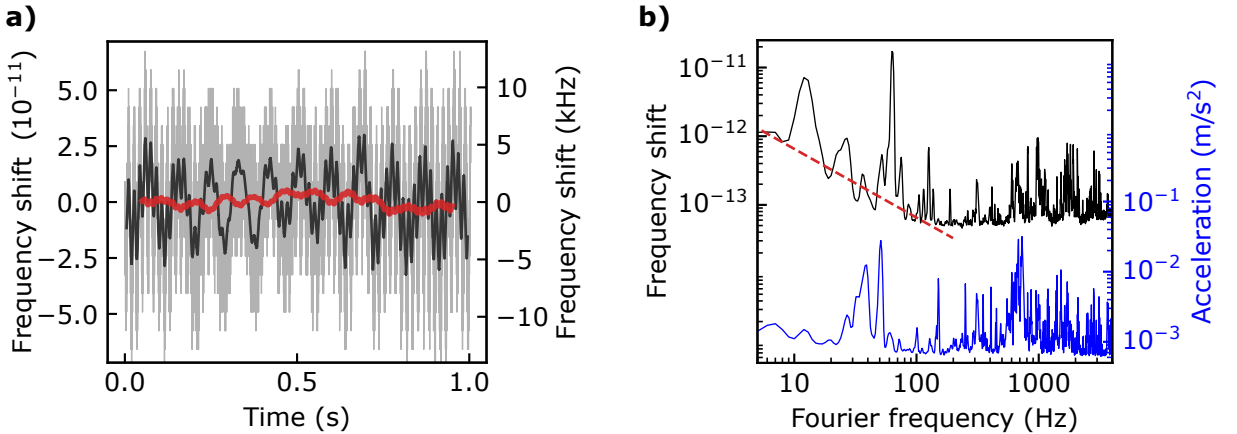 a)
Frequency shift (10⁻¹¹)
5.0
2.5
0.0
−2.5
−5.0
0.0
0.5
1.0
Time (s)
10
5
0
−5
−10
Frequency shift (kHz)
b)
Frequency shift
10⁻¹¹
10⁻¹²
10⁻¹³
10
100
1000
Fourier frequency (Hz)
10⁻¹
10⁻²
10⁻³
Acceleration (m/s²)